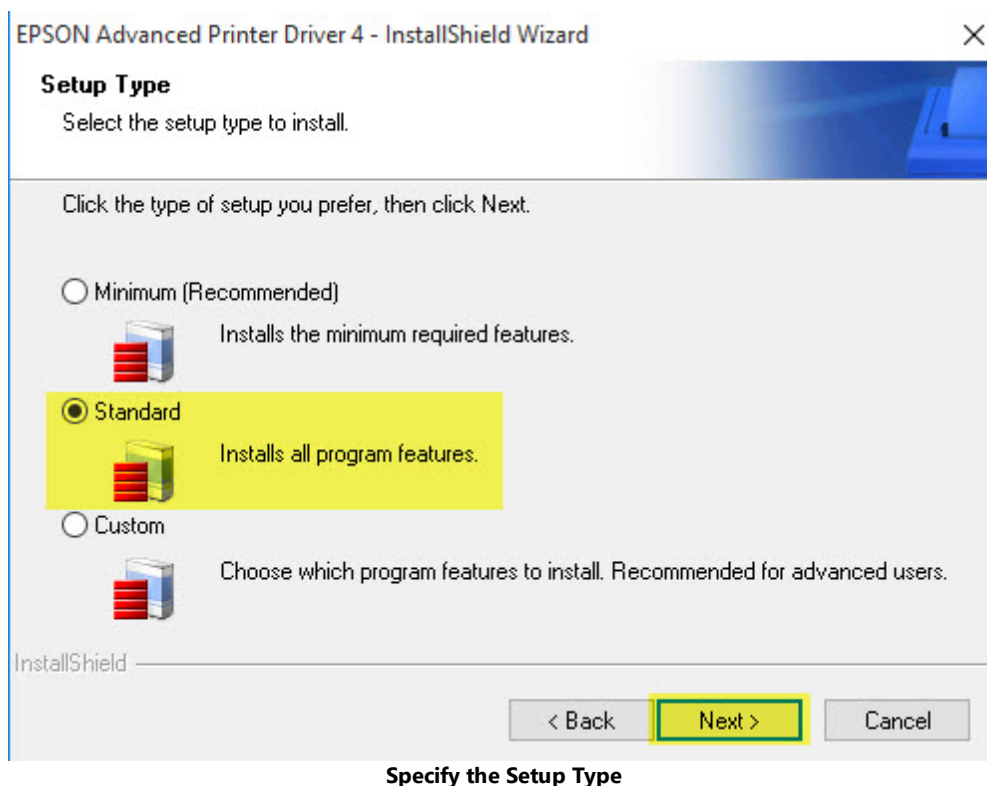 EPSON Advanced Printer Driver 4 - InstallShield Wizard
Setup Type
Select the setup type to install.
Click the type of setup you prefer, then click Next.
Minimum (Recommended)
Installs the minimum required features.
Standard
Installs all program features.
Custom
Choose which program features to install. Recommended for advanced users.
InstallShield
< Back
Next >
Cancel
Specify the Setup Type